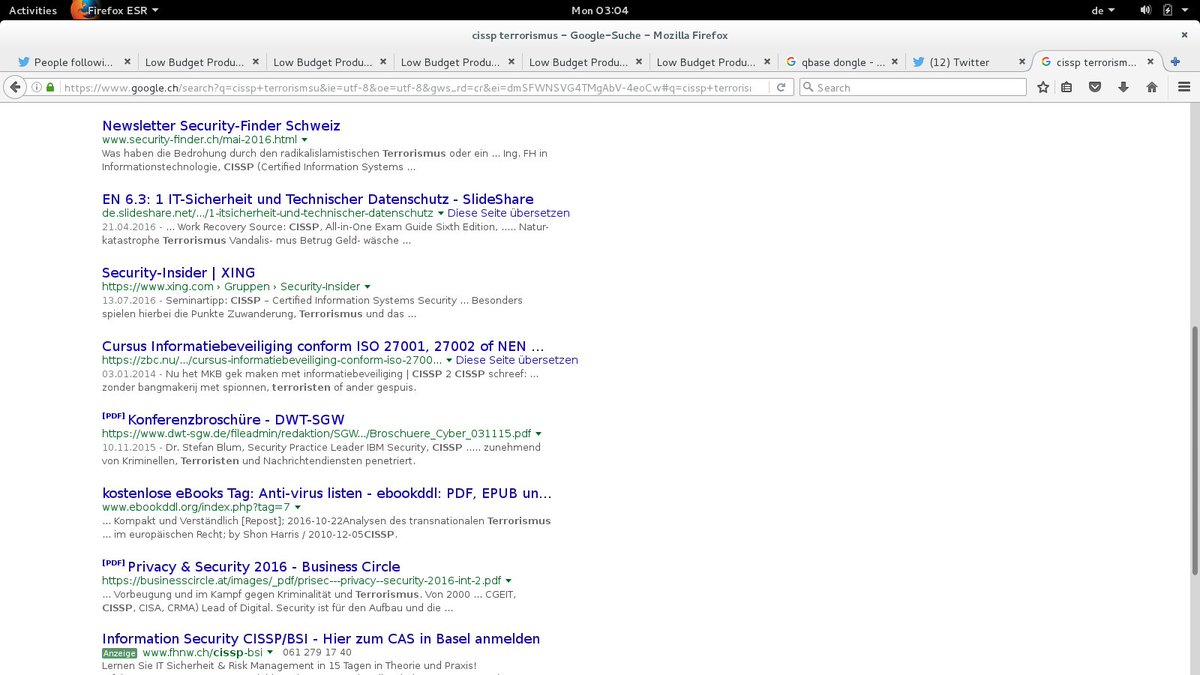 Activities Firefox ESR Mon 03:04 de
cissp terrorismus – Google-Suche – Mozilla Firefox
People followi... Low Budget Produ... Low Budget Produ... Low Budget Produ... Low Budget Produ... Low Budget Produ... qbase dongle - ... (12) Twitter cissp terrorism...
https://www.google.ch/search?q=cissp+terrorismsu&ie=utf-8&oe=utf-8&gws_rd=cr&ei=dmSFWNSVG4TMgAbV-4eoCw#q=cissp+terroris Search
Newsletter Security-Finder Schweiz
www.security-finder.ch/mai-2016.html
Was haben die Bedrohung durch den radikalislamistischen Terrorismus oder ein ... Ing. FH in
Informationstechnologie, CISSP (Certified Information Systems ...
EN 6.3: 1 IT-Sicherheit und Technischer Datenschutz - SlideShare
de.slideshare.net/.../1-itsicherheit-und-technischer-datenschutz Diese Seite übersetzen
21.04.2016 - ... Work Recovery Source: CISSP, All-in-One Exam Guide Sixth Edition, ..... Natur-
katastrophe Terrorismus Vandalis- mus Betrug Geld- wäsche ...
Security-Insider | XING
https://www.xing.com › Gruppen › Security-Insider
13.07.2016 - Seminartipp: CISSP – Certified Information Systems Security ... Besonders
spielen hierbei die Punkte Zuwanderung, Terrorismus und das ...
Cursus Informatiebeveiliging conform ISO 27001, 27002 of NEN ...
https://zbc.nu/.../cursus-informatiebeveiliging-conform-iso-2700... Diese Seite übersetzen
03.01.2014 - Nu het MKB gek maken met informatiebeveiliging | CISSP 2 CISSP schreef: ...
zonder bangmakerij met spionnen, terroristen of ander gespuis.
[PDF] Konferenzbroschüre - DWT-SGW
https://www.dwt-sgw.de/fileadmin/redaktion/SGW.../Broschuere_Cyber_031115.pdf
10.11.2015 - Dr. Stefan Blum, Security Practice Leader IBM Security, CISSP ..... zunehmend
von Kriminellen, Terroristen und Nachrichtendiensten penetriert.
kostenlose eBooks Tag: Anti-virus listen - ebookddl: PDF, EPUB un...
www.ebookddl.org/index.php?tag=7
... Kompakt und Verständlich [Repost]; 2016-10-22Analysen des transnationalen Terrorismus
... im europäischen Recht; by Shon Harris / 2010-12-05CISSP.
[PDF] Privacy & Security 2016 - Business Circle
https://businesscircle.at/images/_pdf/prisec---privacy--security-2016-int-2.pdf
... Vorbeugung und im Kampf gegen Kriminalität und Terrorismus. Von 2000 ... CGEIT,
CISSP, CISA, CRMA) Lead of Digital. Security ist für den Aufbau und die ...
Information Security CISSP/BSI - Hier zum CAS in Basel anmelden
Anzeige www.fhnw.ch/cissp-bsi 061 279 17 40
Lernen Sie IT Sicherheit & Risk Management in 15 Tagen in Theorie und Praxis!